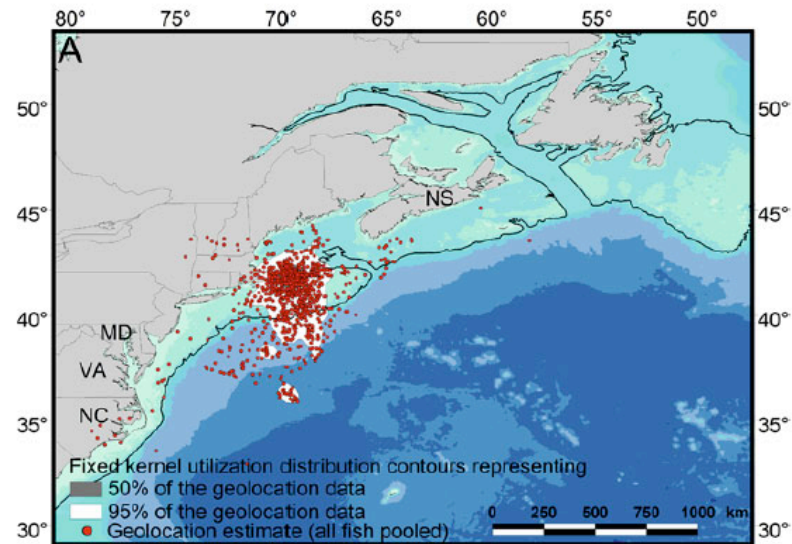 80° 75° 70° 65° 60° 55° 50°
A
50° 50°
NS
45° 45°
40° 40°
MD
VA
35° NC 35°
Fixed kernel utilization distribution contours representing
50% of the geolocation data
95% of the geolocation data
Geolocation estimate (all fish pooled)
0 250 500 750 1000 km
30° 30°